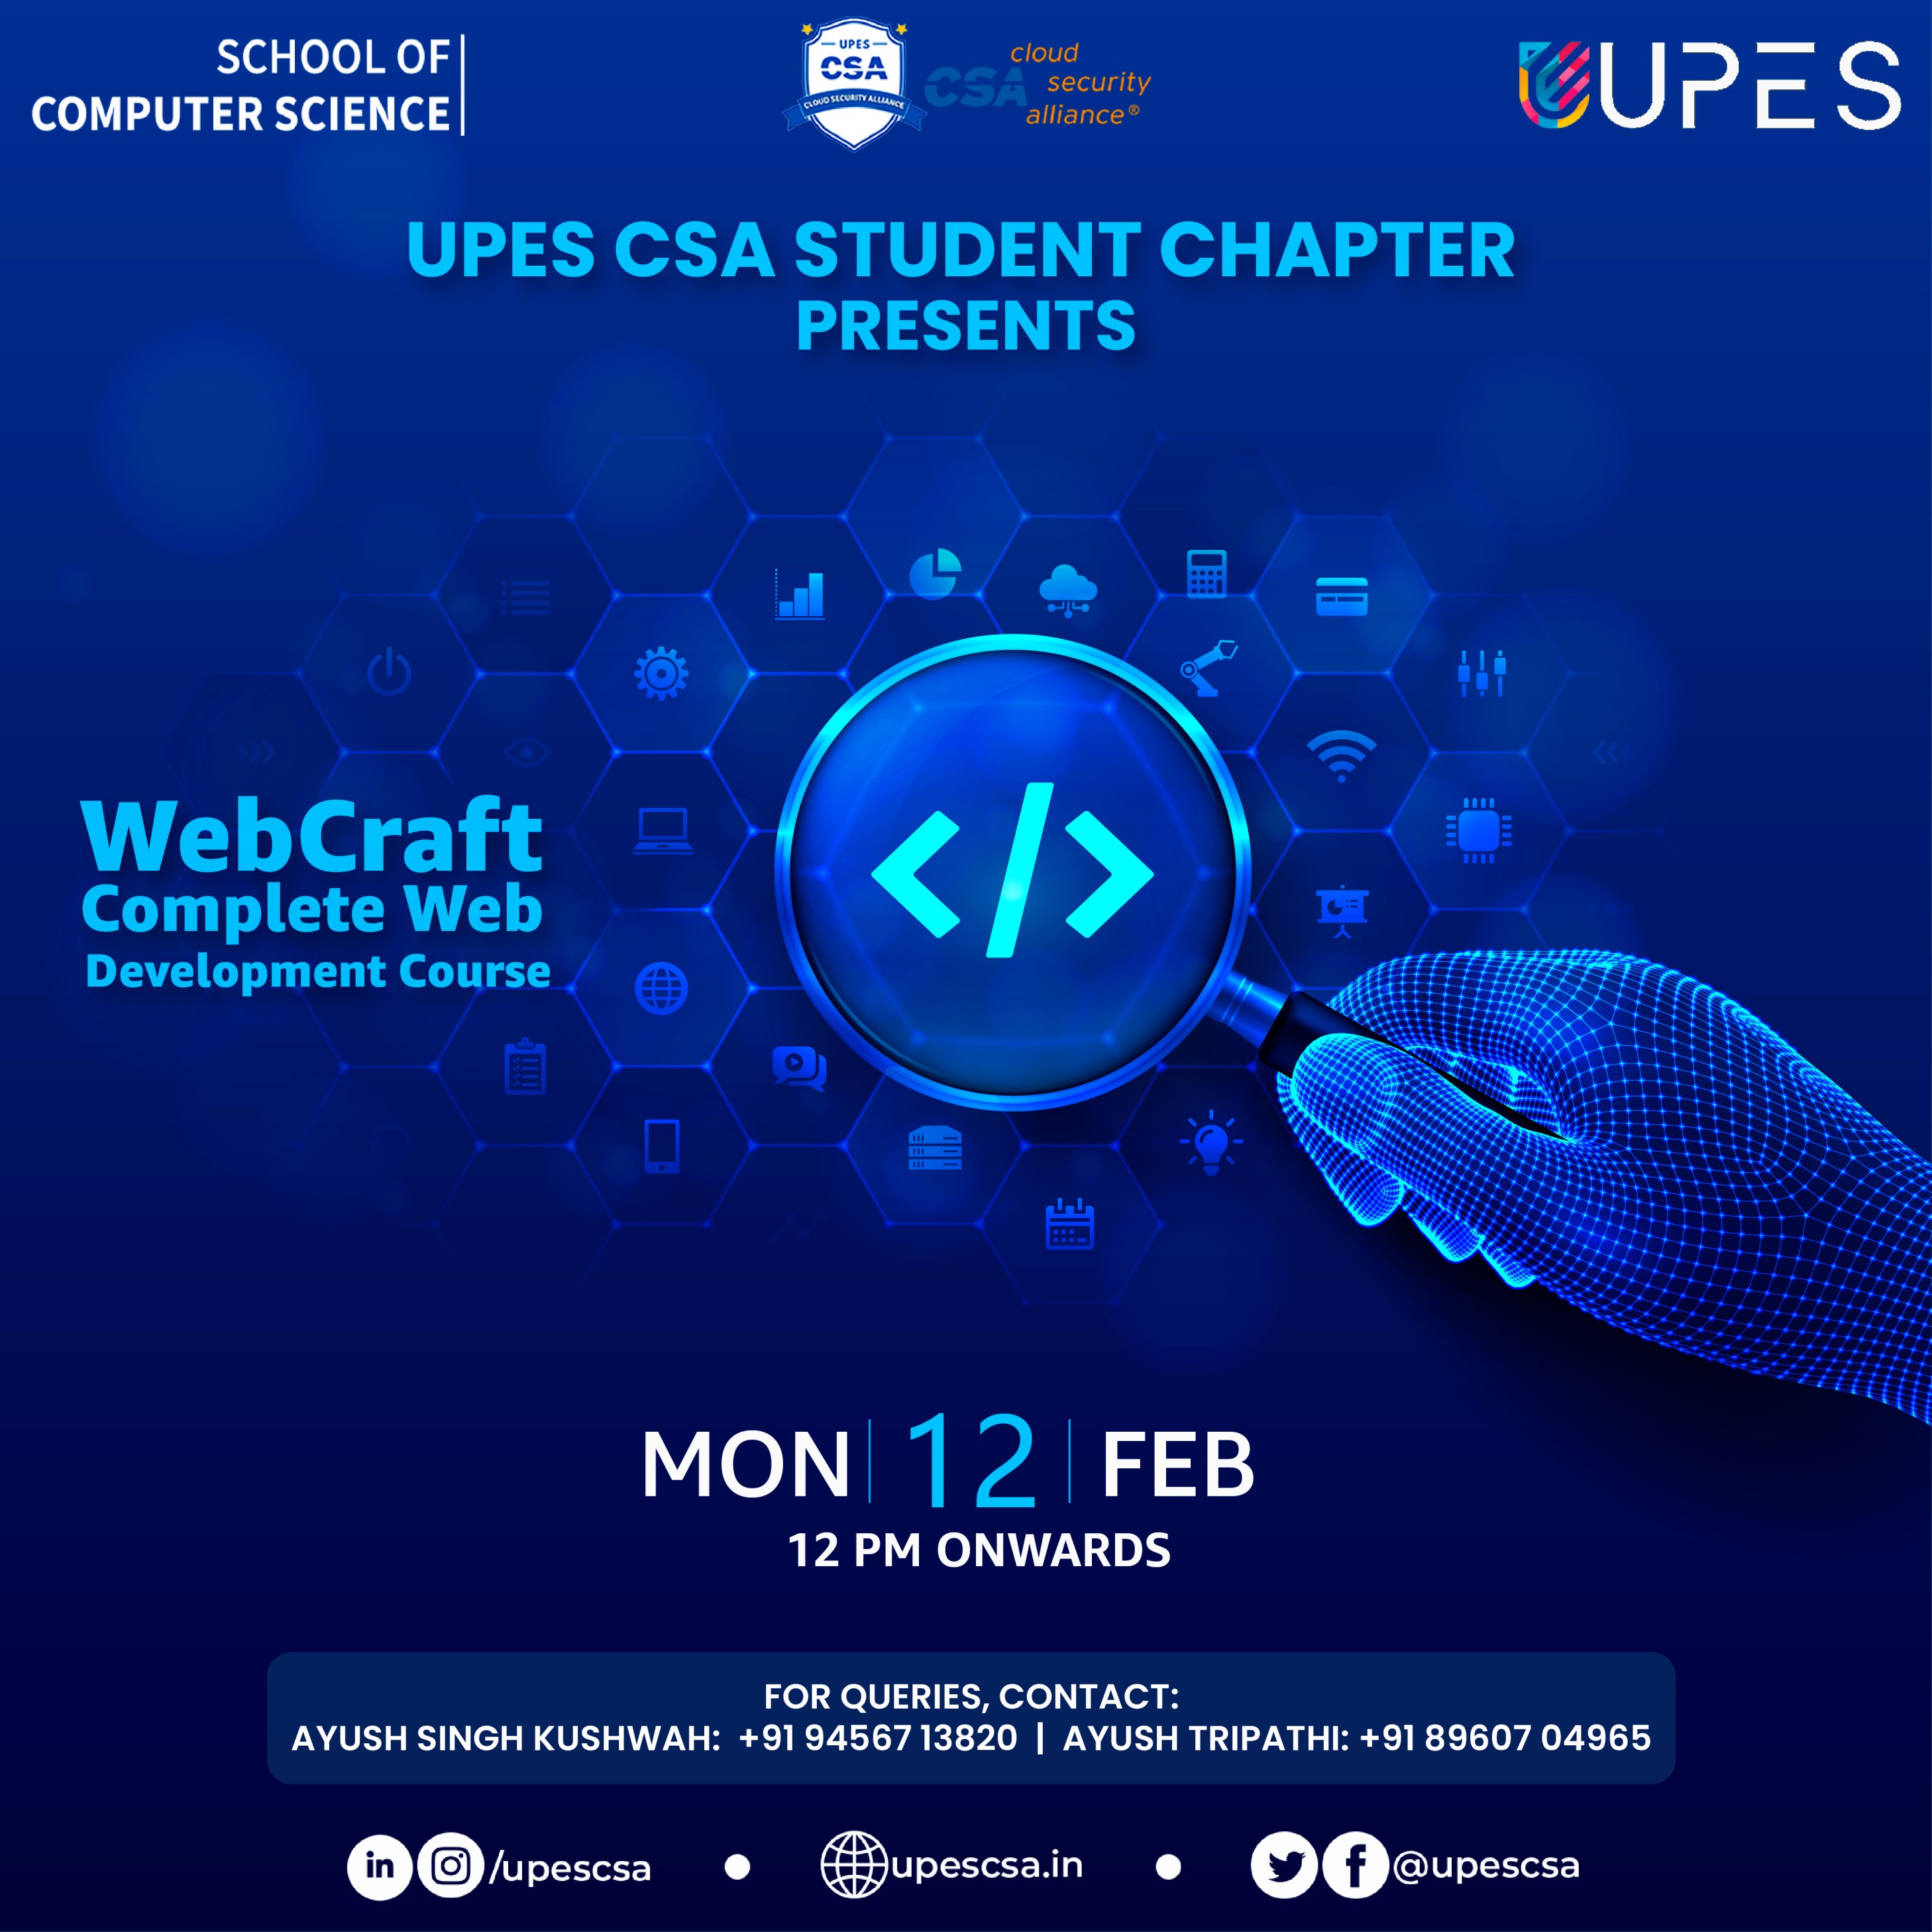 SCHOOL OF
COMPUTER SCIENCE
UPES
CSA
CLOUD SECURITY ALLIANCE
CSA cloud
security
alliance®
UPES
UPES CSA STUDENT CHAPTER
PRESENTS
WebCraft
Complete Web
Development Course
</>
MON 12 FEB
12 PM ONWARDS
FOR QUERIES, CONTACT:
AYUSH SINGH KUSHWAH: +91 94567 13820 | AYUSH TRIPATHI: +91 89607 04965
in /upescsa • upescsa.in • f @upescsa